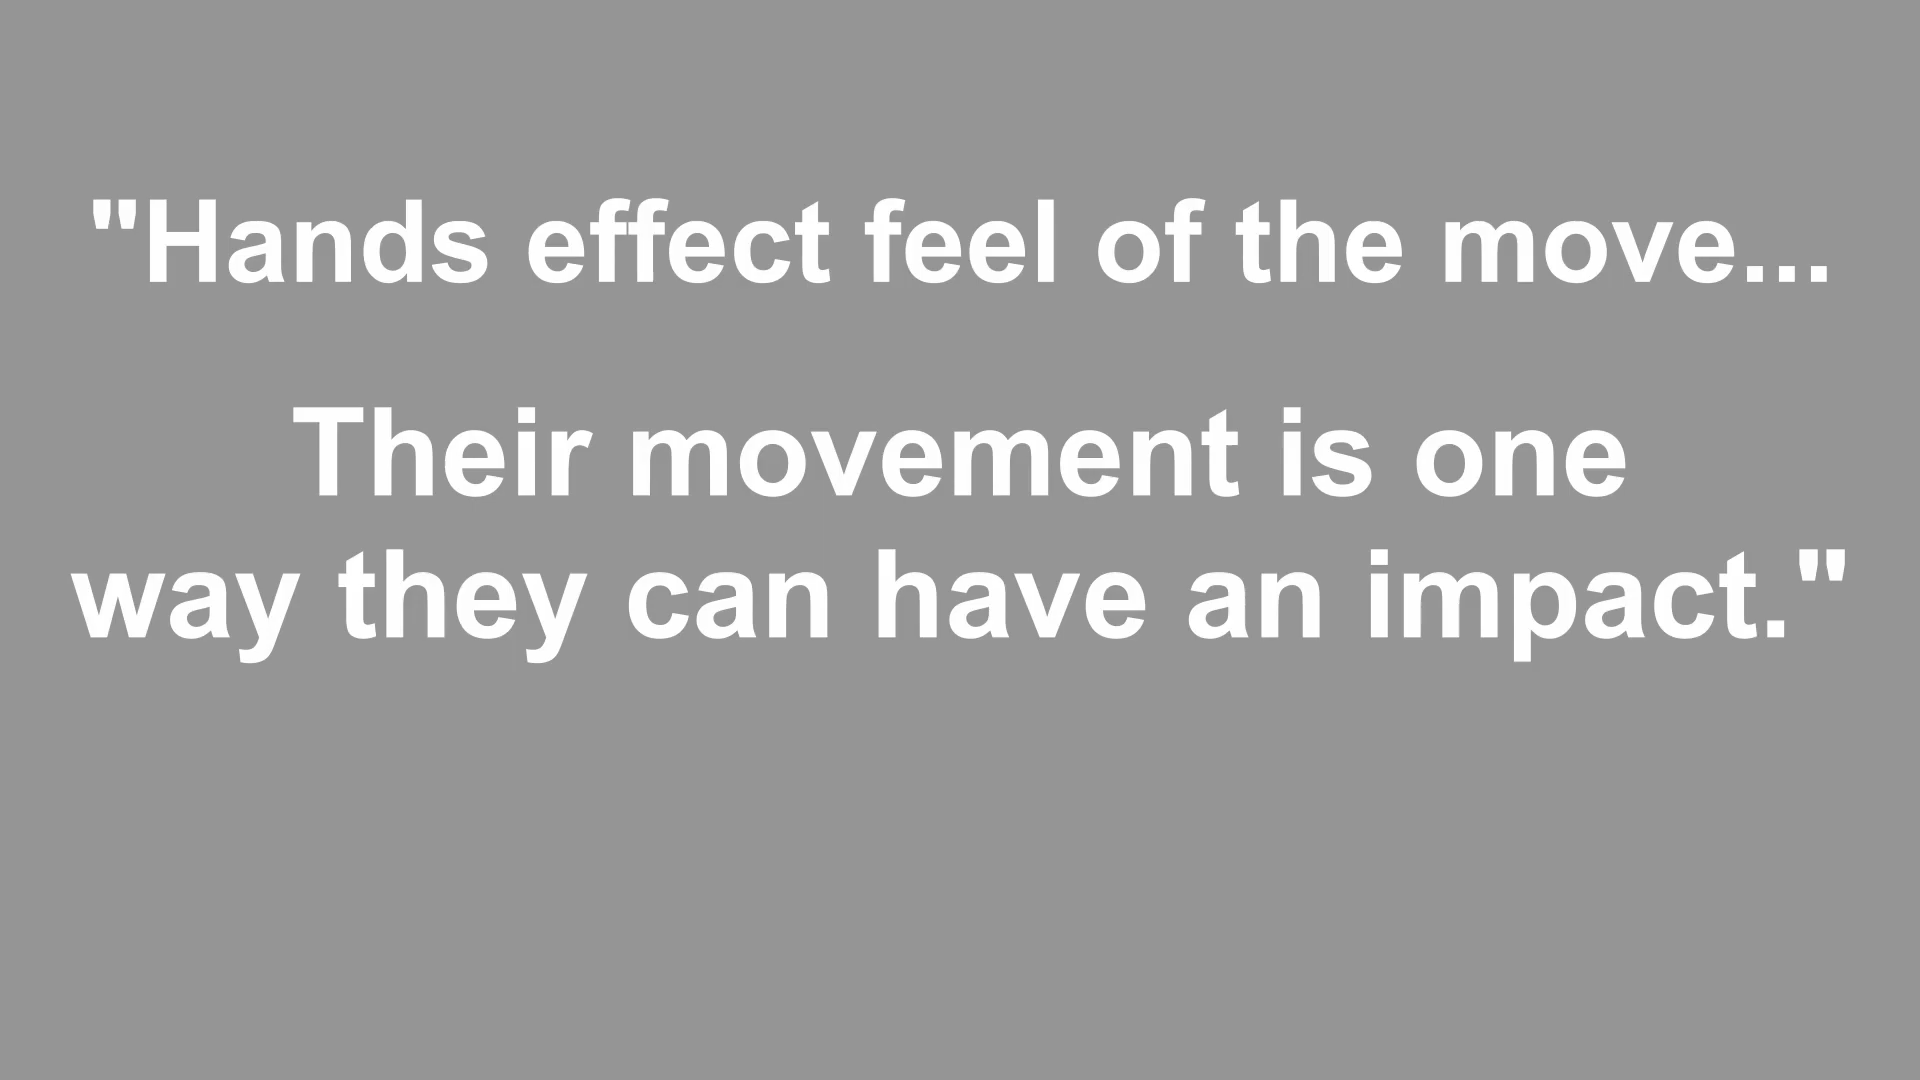 "Hands effect feel of the move...
Their movement is one
way they can have an impact."